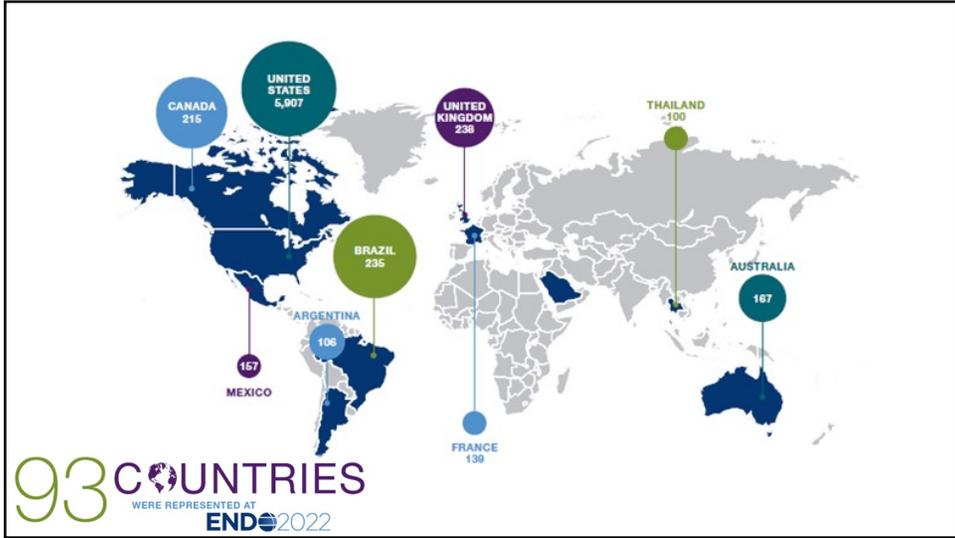 UNITED
STATES
5,907
CANADA
215
UNITED
KINGDOM
238
THAILAND
100
BRAZIL
235
AUSTRALIA
167
ARGENTINA
106
157
MEXICO
FRANCE
139
93 COUNTRIES
WERE REPRESENTED AT
ENDO2022